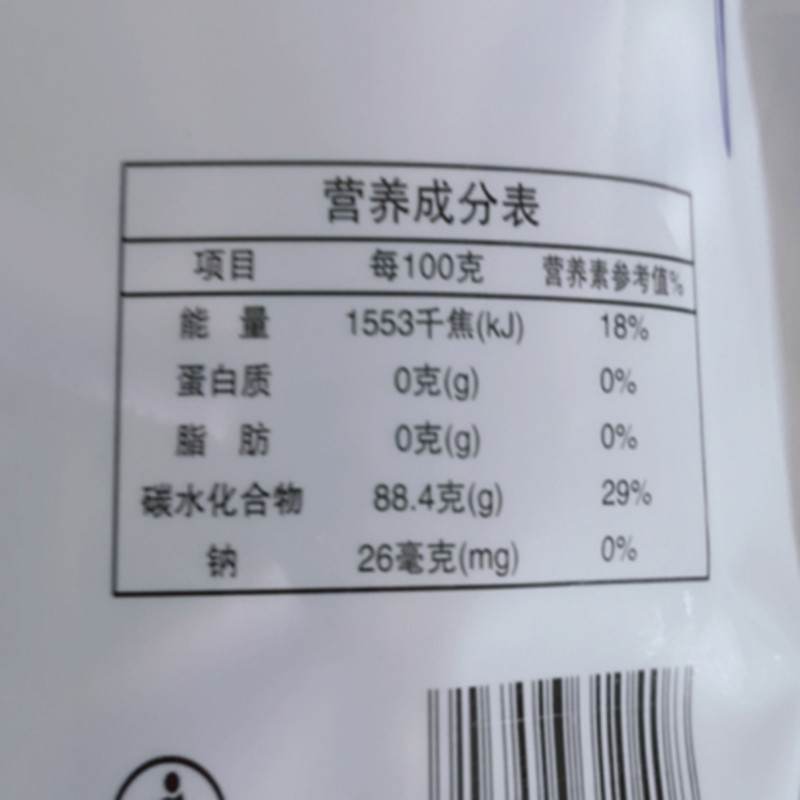 营养成分表
项目 每100克 营养素参考值%
能 量 1553千焦(kJ) 18%
蛋白质 0克(g) 0%
脂 肪 0克(g) 0%
碳水化合物 88.4克(g) 29%
钠 26毫克(mg) 0%